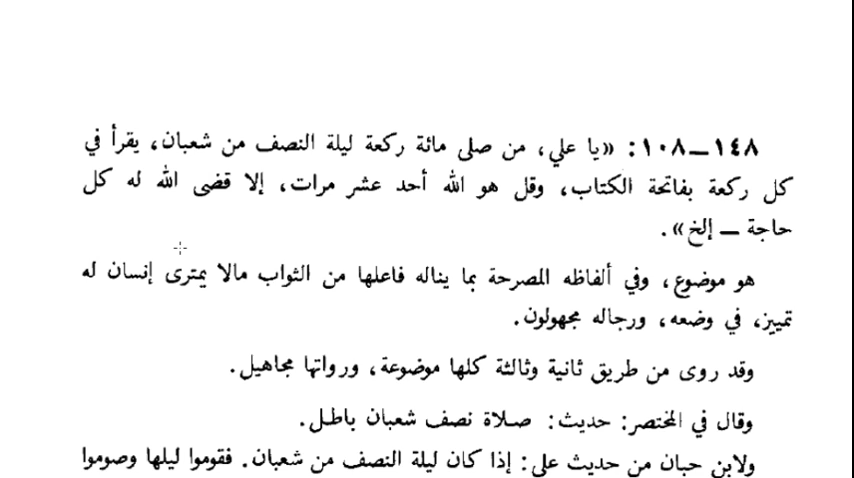 ١٤٨ــ١٠٨: «يا علي، من صلى مائة ركعة ليلة النصف من شعبان، يقرأ في
كل ركعة بفاتحة الكتاب، وقل هو الله أحد عشر مرات، إلا قضى الله له كل
حاجة ــ إلخ».
هو موضوع، وفي ألفاظه المصرحة بما يناله فاعلها من الثواب مالا يمترى إنسان له
تمييز، في وضعه، ورجاله مجهولون.
وقد روى من طريق ثانية وثالثة كلها موضوعة، ورواتها مجاهيل.
وقال في المختصر: حديث: صلاة نصف شعبان باطل.
ولابن حبان من حديث علي: إذا كان ليلة النصف من شعبان. فقوموا ليلها وصوموا